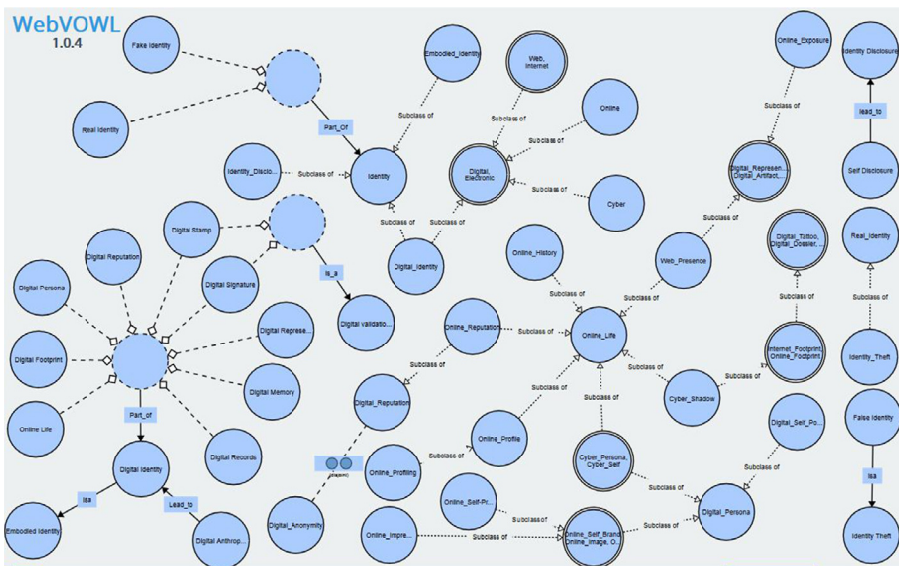 WebVOWL
1.0.4
Fake Identity
Real Identity
Part_Of
Embodied_Identity
Subclass of
Web,
Internet
Subclass of
Online
Subclass of
Identity_Disclo...
Subclass of
Identity
Digital,
Electronic
Subclass of
Cyber
Subclass of
Subclass of
Digital_Identity
Online_Exposure
Subclass of
Digital_Represen...
Digital_Artifact,...
Subclass of
Web_Presence
Subclass of
Identity Disclosure
lead_to
Self Disclosure
Digital Stamp
Digital Reputation
Digital Signature
Is_a
Digital validatio...
Digital Persona
Digital Footprint
Online Life
Digital Represe...
Digital Memory
Digital Records
Part_of
Digital Identity
Isa
Embodied Identity
Lead_to
Digital Anthrop...
Online_History
Subclass of
Online_Reputation
Subclass of
Online_Life
Subclass of
Digital_Reputation
Digital_Anonymity
Subclass of
Online_Profile
Online_Profiling
Subclass of
Subclass of
Cyber_Shadow
Subclass of
Internet_Footprint,
Online_Footprint
Subclass of
Digital_Tattoo,
Digital_Dossier, ...
Real_Identity
Subclass of
Identity_Theft
Subclass of
Cyber_Persona,
Cyber_Self
Subclass of
Digital_Self_Po...
Subclass of
Digital_Persona
Online_Self-Pr...
Subclass of
Online_Impre...
Subclass of
Online_Self_Brand
Online_Image, O...
Subclass of
False Identity
Isa
Identity Theft